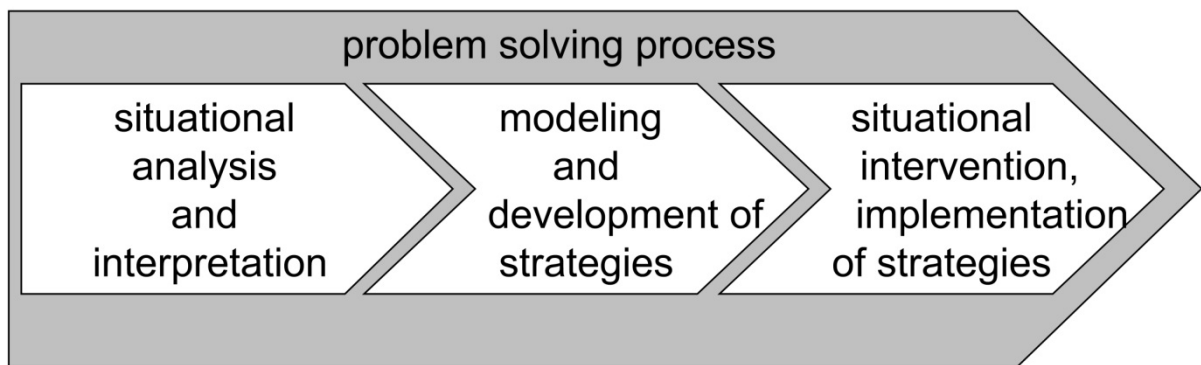 problem solving process
situational
analysis
and
interpretation
modeling
and
development of
strategies
situational
intervention,
implementation
of strategies